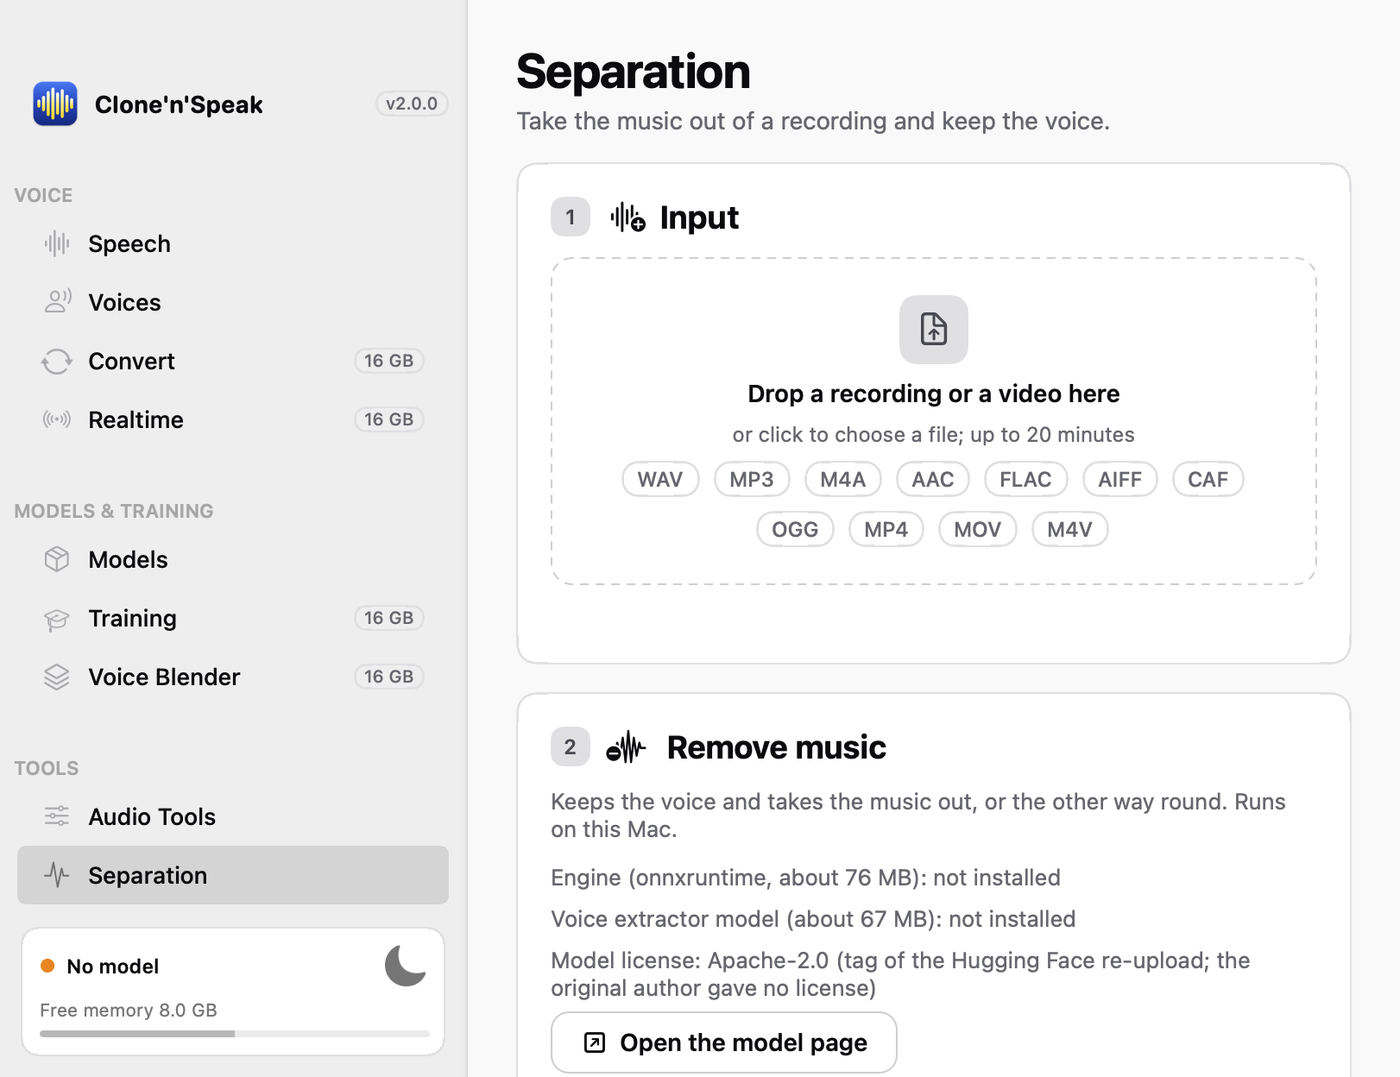 Clone'n'Speak
v2.0.0
VOICE
Speech
Voices
Convert
16 GB
Realtime
16 GB
MODELS & TRAINING
Models
Training
16 GB
Voice Blender
16 GB
TOOLS
Audio Tools
Separation
No model
Free memory 8.0 GB
Separation
Take the music out of a recording and keep the voice.
1
Input
Drop a recording or a video here
or click to choose a file; up to 20 minutes
WAV MP3 M4A AAC FLAC AIFF CAF
OGG MP4 MOV M4V
2
Remove music
Keeps the voice and takes the music out, or the other way round. Runs
on this Mac.
Engine (onnxruntime, about 76 MB): not installed
Voice extractor model (about 67 MB): not installed
Model license: Apache-2.0 (tag of the Hugging Face re-upload; the
original author gave no license)
Open the model page